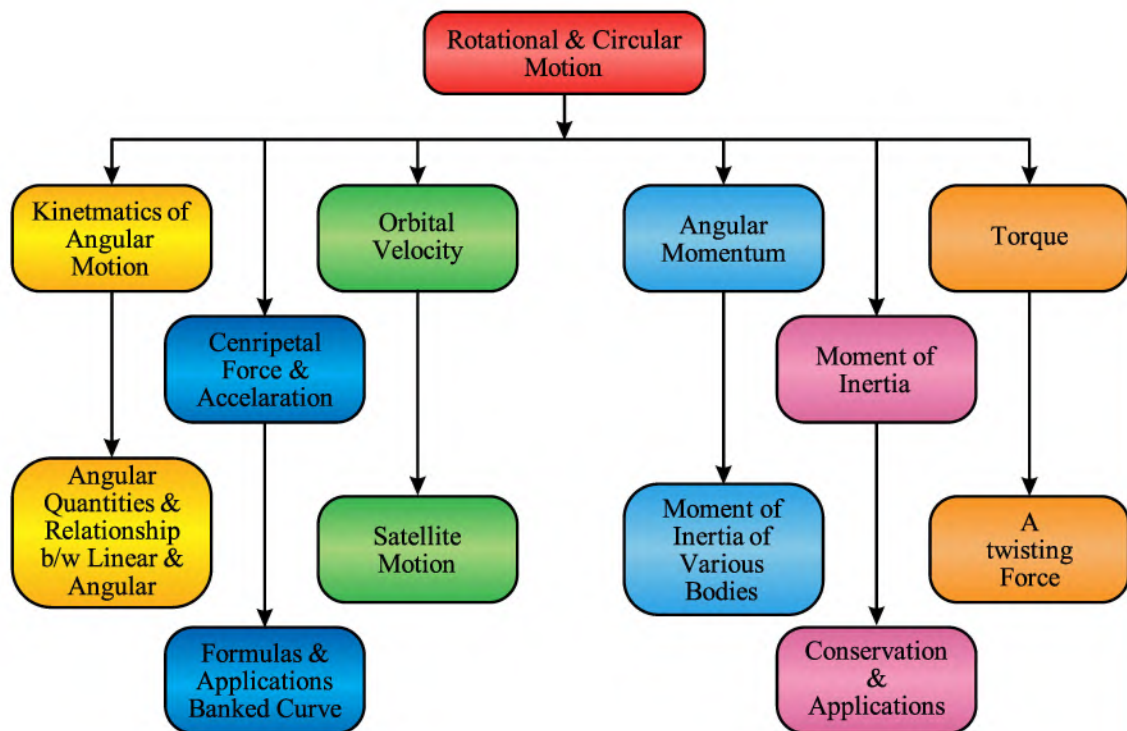 Rotational & Circular
Motion
Kinetmatics of
Angular
Motion
Orbital
Velocity
Angular
Momentum
Torque
Cenripetal
Force &
Accelaration
Moment of
Inertia
Angular
Quantities &
Relationship
b/w Linear &
Angular
Satellite
Motion
Moment of
Inertia of
Various
Bodies
A
twisting
Force
Formulas &
Applications
Banked Curve
Conservation
&
Applications